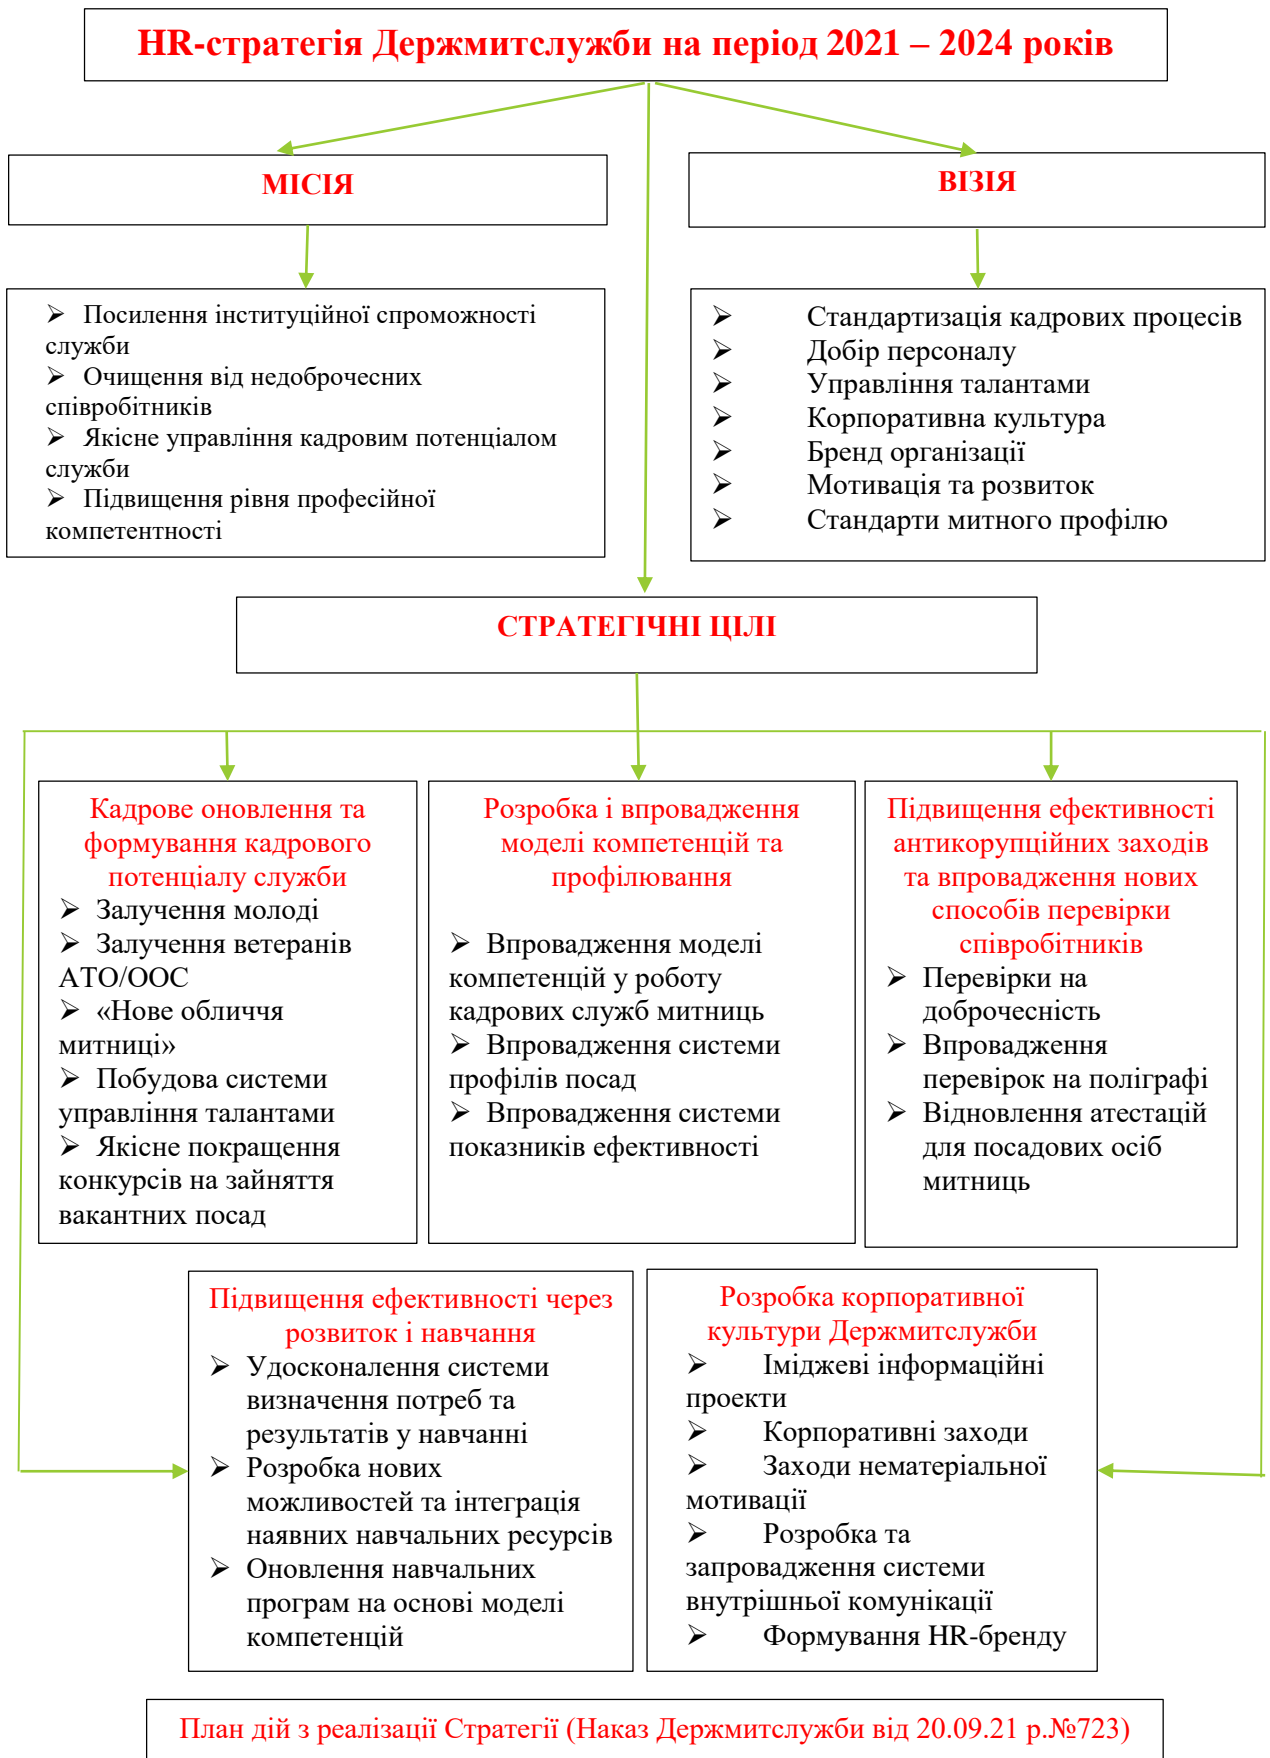 HR-стратегія Держмитслужби на період 2021 – 2024 років
МІСІЯ
ВІЗІЯ
➢ Посилення інституційної спроможності
служби
➢ Очищення від недоброчесних
співробітників
➢ Якісне управління кадровим потенціалом
служби
➢ Підвищення рівня професійної
компетентності
➢ Стандартизація кадрових процесів
➢ Добір персоналу
➢ Управління талантами
➢ Корпоративна культура
➢ Бренд організації
➢ Мотивація та розвиток
➢ Стандарти митного профілю
СТРАТЕГІЧНІ ЦІЛІ
Кадрове оновлення та
формування кадрового
потенціалу служби
➢ Залучення молоді
➢ Залучення ветеранів
АТО/ООС
➢ «Нове обличчя
митниці»
➢ Побудова системи
управління талантами
➢ Якісне покращення
конкурсів на зайняття
вакантних посад
Розробка і впровадження
моделі компетенцій та
профілювання
➢ Впровадження моделі
компетенцій у роботу
кадрових служб митниць
➢ Впровадження системи
профілів посад
➢ Впровадження системи
показників ефективності
Підвищення ефективності
антикорупційних заходів
та впровадження нових
способів перевірки
співробітників
➢ Перевірки на
доброчесність
➢ Впровадження
перевірок на поліграфі
➢ Відновлення атестацій
для посадових осіб
митниць
Підвищення ефективності через
розвиток і навчання
➢ Удосконалення системи
визначення потреб та
результатів у навчанні
➢ Розробка нових
можливостей та інтеграція
наявних навчальних ресурсів
➢ Оновлення навчальних
програм на основі моделі
компетенцій
Розробка корпоративної
культури Держмитслужби
➢ Іміджеві інформаційні
проекти
➢ Корпоративні заходи
➢ Заходи нематеріальної
мотивації
➢ Розробка та
запровадження системи
внутрішньої комунікації
➢ Формування HR-бренду
План дій з реалізації Стратегії (Наказ Держмитслужби від 20.09.21 р.№723)